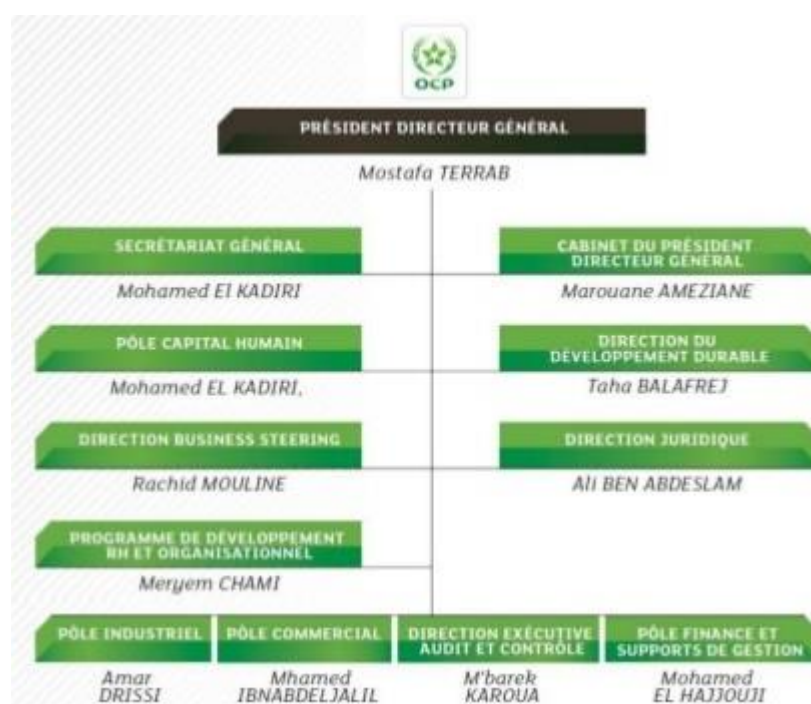 OCP
PRÉSIDENT DIRECTEUR GÉNÉRAL
Mostafa TERRAB
SECRÉTARIAT GÉNÉRAL
Mohamed El KADIRI
CABINET DU PRÉSIDENT
DIRECTEUR GÉNÉRAL
Marouane AMEZIANE
PÔLE CAPITAL HUMAIN
Mohamed EL KADIRI,
DIRECTION DU
DÉVELOPPEMENT DURABLE
Taha BALAFREJ
DIRECTION BUSINESS STEERING
Rachid MOULINE
DIRECTION JURIDIQUE
Ali BEN ABDESLAM
PROGRAMME DE DÉVELOPPEMENT
RH ET ORGANISATIONNEL
Meryem CHAMI
PÔLE INDUSTRIEL
Amar
DRISSI
PÔLE COMMERCIAL
Mhamed
IBNABDELJALIL
DIRECTION EXÉCUTIVE
AUDIT ET CONTRÔLE
M'barek
KAROUA
PÔLE FINANCE ET
SUPPORTS DE GESTION
Mohamed
EL HAJJOUJI